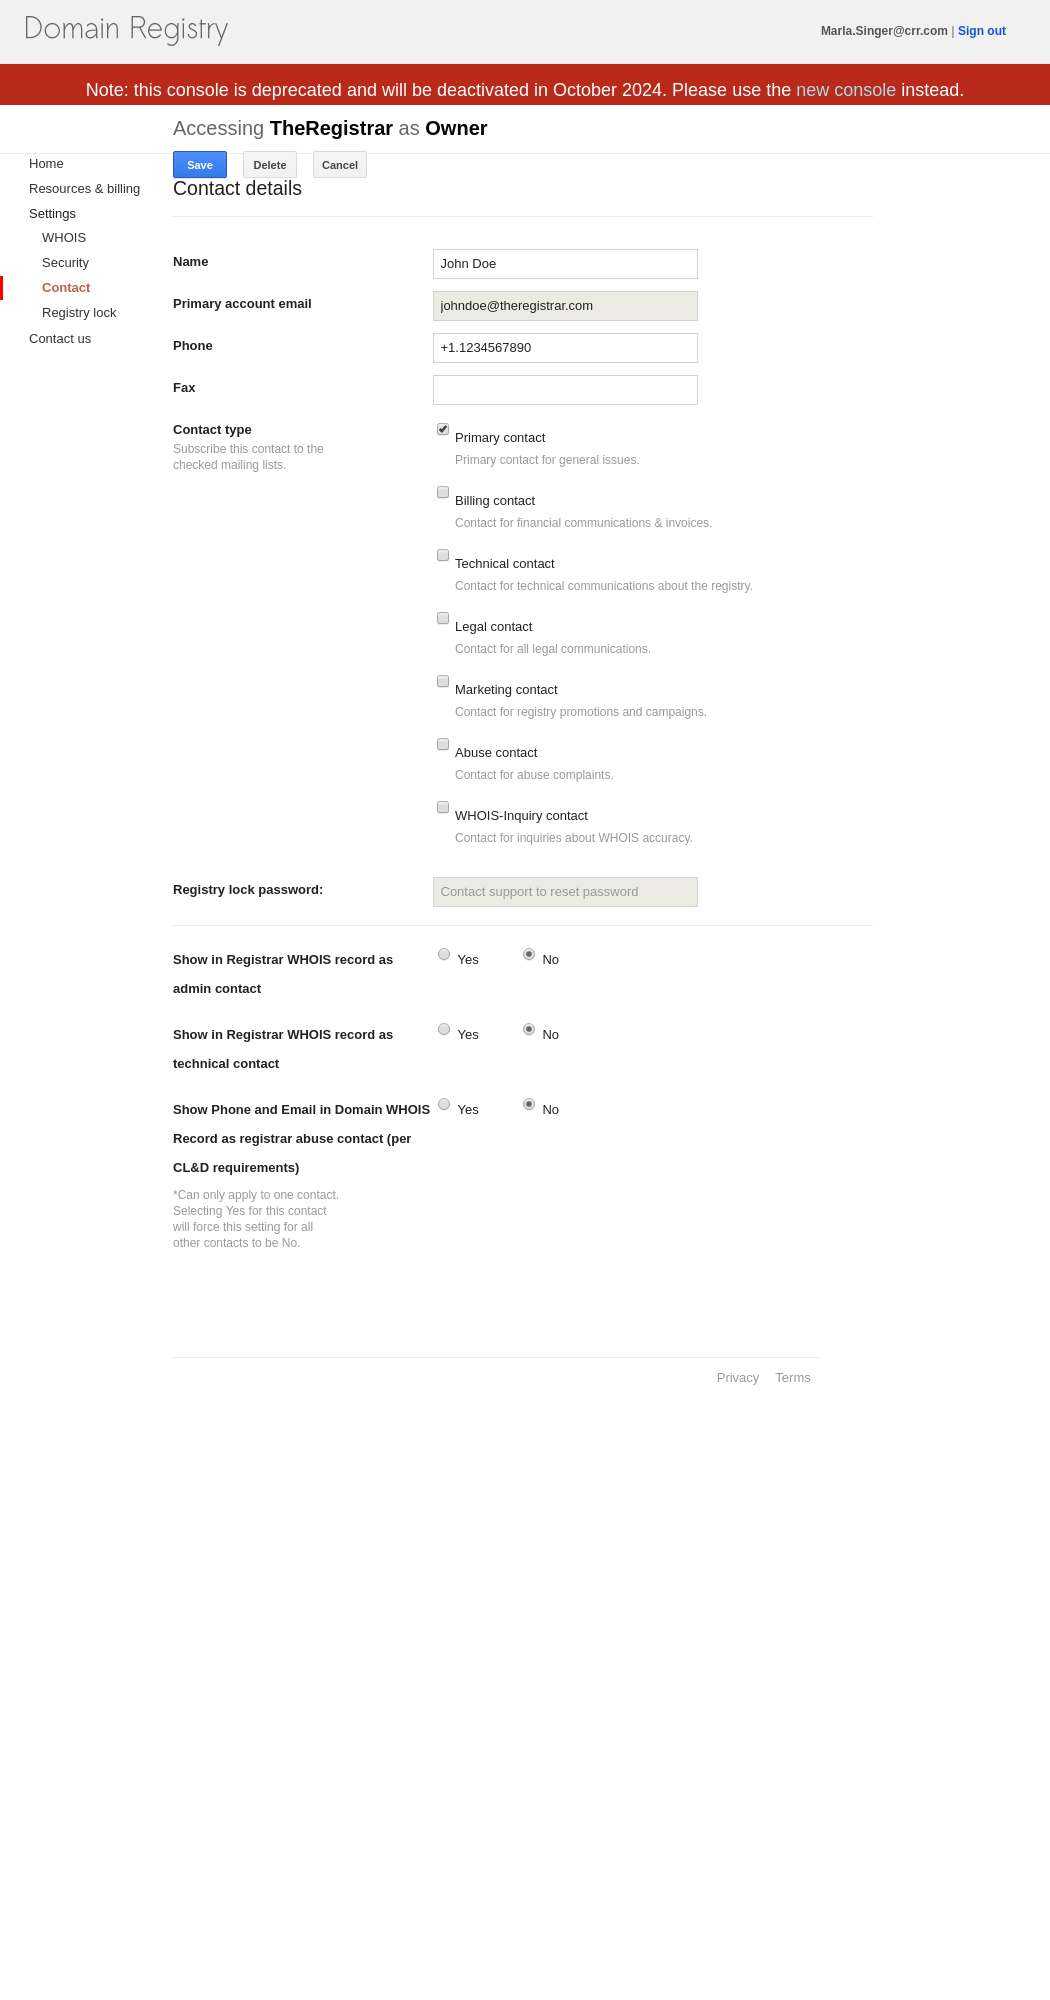 Domain Registry
Marla.Singer@crr.com | Sign out
Note: this console is deprecated and will be deactivated in October 2024. Please use the new console instead.
Accessing TheRegistrar as Owner
Save Delete Cancel
Home
Resources & billing
Settings
WHOIS
Security
Contact
Registry lock
Contact us
Contact details
Name
John Doe
Primary account email
johndoe@theregistrar.com
Phone
+1.1234567890
Fax
Contact type
Subscribe this contact to the
checked mailing lists.
Primary contact
Primary contact for general issues.
Billing contact
Contact for financial communications & invoices.
Technical contact
Contact for technical communications about the registry.
Legal contact
Contact for all legal communications.
Marketing contact
Contact for registry promotions and campaigns.
Abuse contact
Contact for abuse complaints.
WHOIS-Inquiry contact
Contact for inquiries about WHOIS accuracy.
Registry lock password:
Contact support to reset password
Show in Registrar WHOIS record as
admin contact
Yes No
Show in Registrar WHOIS record as
technical contact
Yes No
Show Phone and Email in Domain WHOIS
Record as registrar abuse contact (per
CL&D requirements)
Yes No
*Can only apply to one contact.
Selecting Yes for this contact
will force this setting for all
other contacts to be No.
Privacy Terms